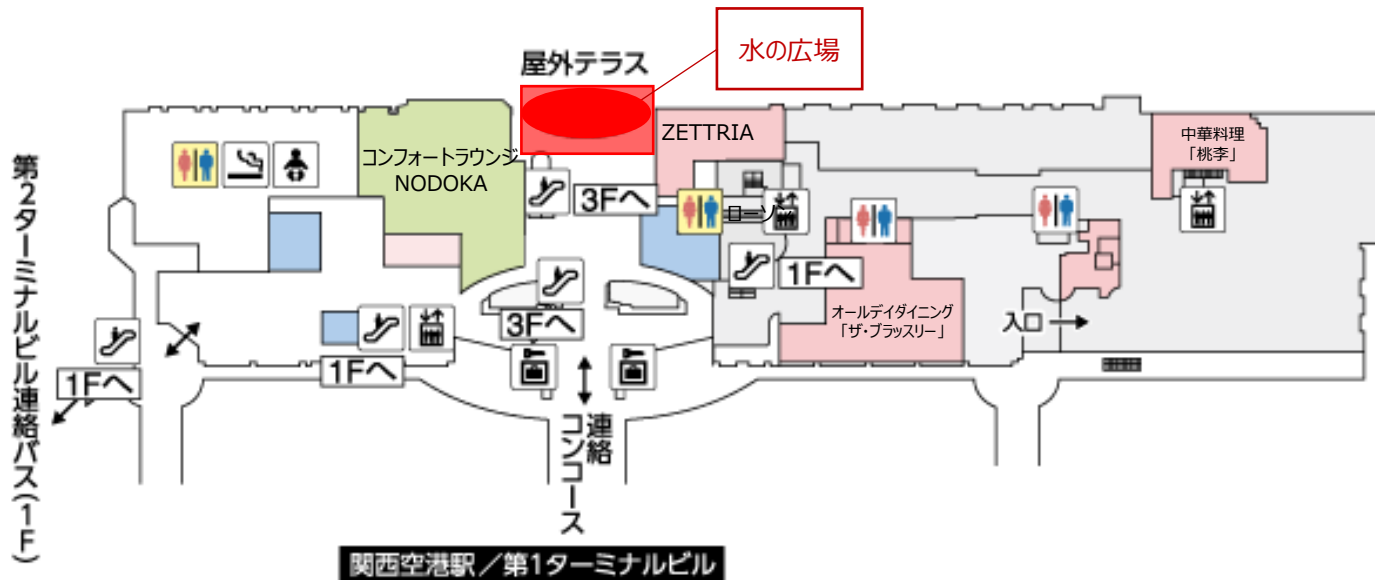 水の広場
屋外テラス
ZETTRIA
中華料理
「桃李」
コンフォートラウンジ
NODOKA
3Fへ
ローソン
1Fへ
オールデイダイニング
「ザ・ブラッスリー」
入口
3Fへ
1Fへ
1Fへ
第2ターミナルビル連絡バス(1F)
連絡
コンコース
関西空港駅/第1ターミナルビル